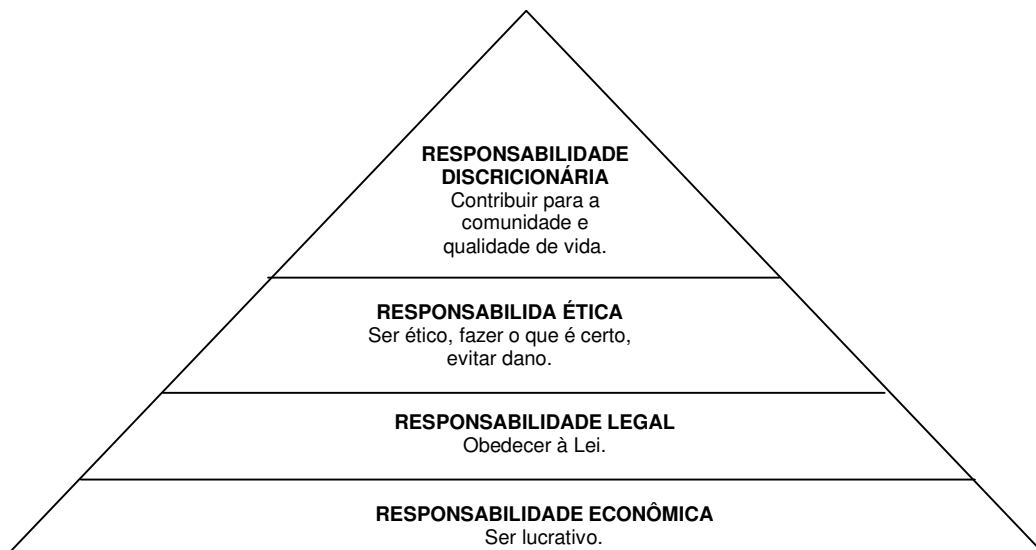 RESPONSABILIDADE
DISCRICIONÁRIA
Contribuir para a
comunidade e
qualidade de vida.
RESPONSABILIDA ÉTICA
Ser ético, fazer o que é certo,
evitar dano.
RESPONSABILIDADE LEGAL
Obedecer à Lei.
RESPONSABILIDADE ECONÔMICA
Ser lucrativo.